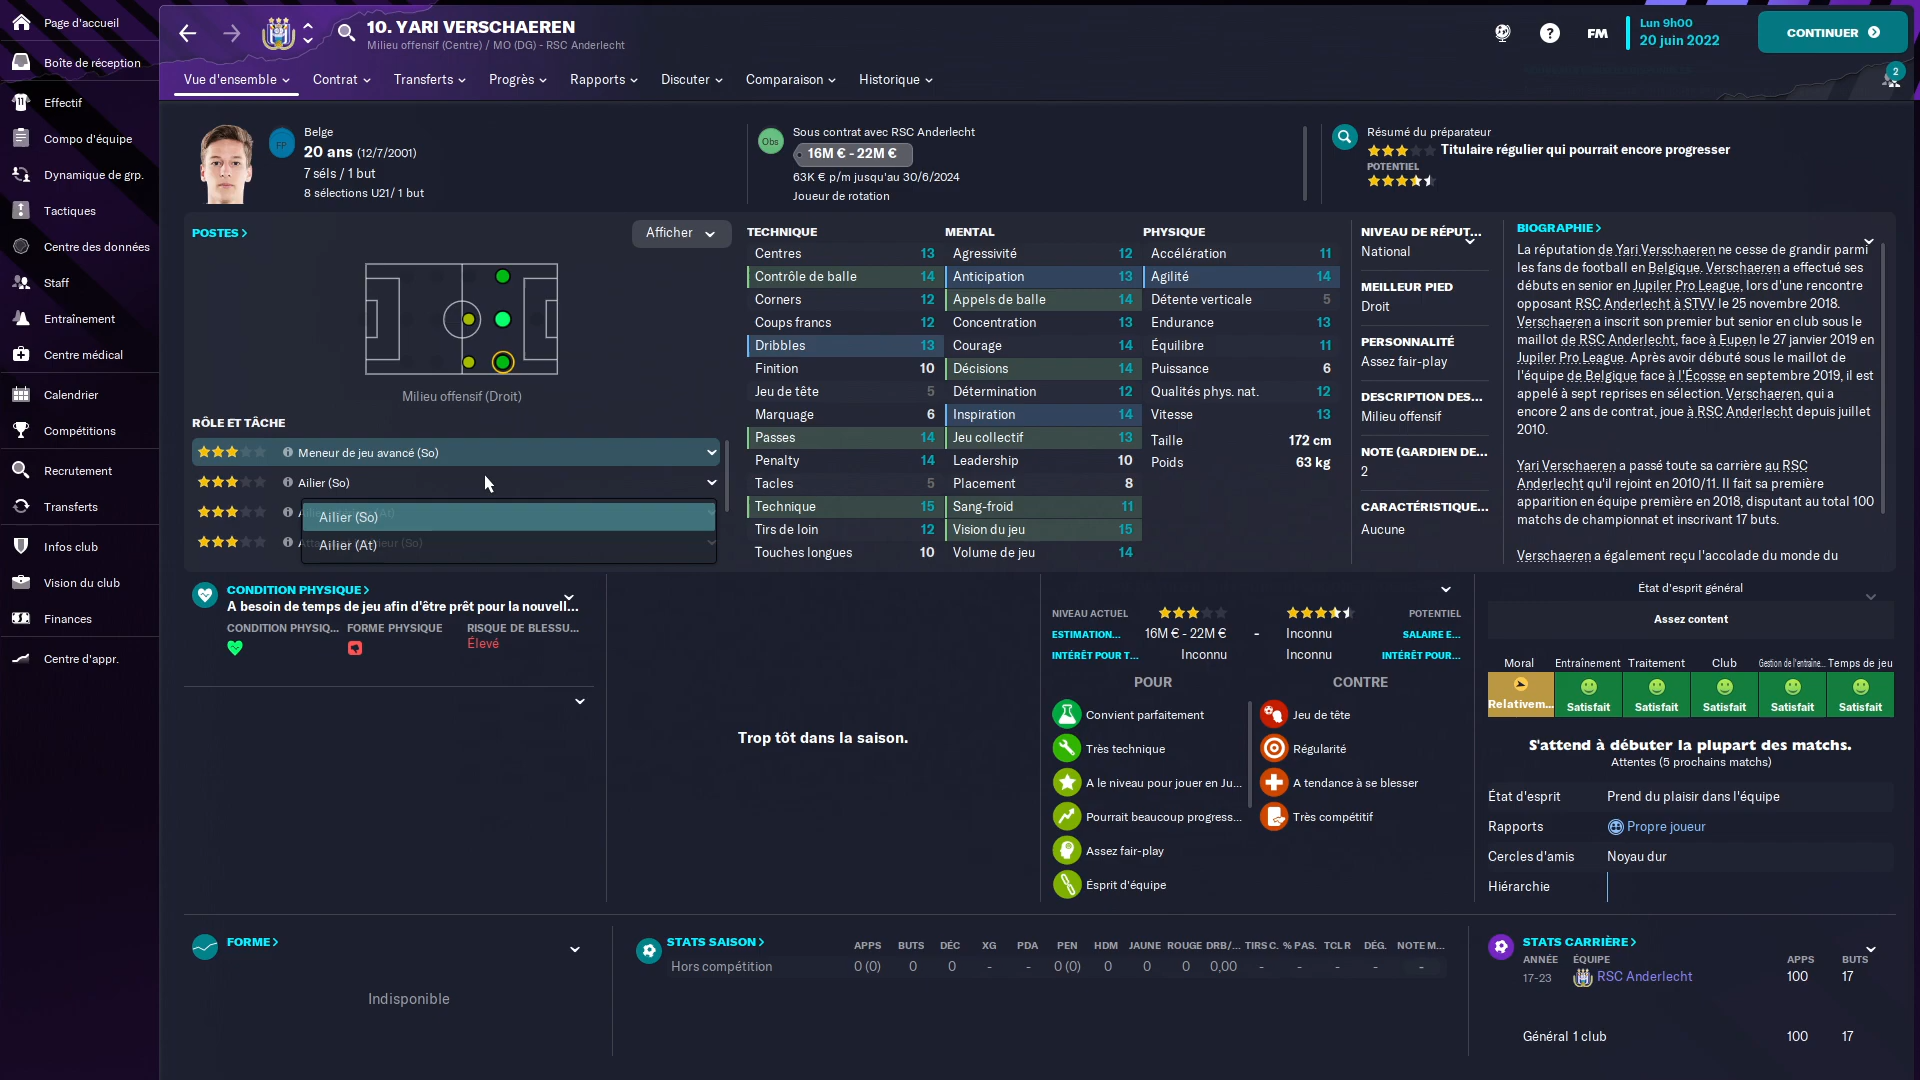 Page d'accueil
Boîte de réception
Effectif
Compo d'équipe
Dynamique de grp.
Tactiques
Centre des données
Staff
Entraînement
Centre médical
Calendrier
Compétitions
Recrutement
Transferts
Infos club
Vision du club
Finances
Centre d'appr.
10. YARI VERSCHAEREN
Milieu offensif (Centre) / MO (DG) - RSC Anderlecht
FM
Lun 9h00
20 juin 2022
CONTINUER
2
Vue d'ensemble
Contrat
Transferts
Progrès
Rapports
Discuter
Comparaison
Historique
FP
Belge
20 ans (12/7/2001)
7 séls / 1 but
8 sélections U21/ 1 but
Obs
Sous contrat avec RSC Anderlecht
16M € - 22M €
63K € p/m jusqu'au 30/6/2024
Joueur de rotation
Résumé du préparateur
Titulaire régulier qui pourrait encore progresser
POTENTIEL
POSTES
Afficher
Milieu offensif (Droit)
RÔLE ET TÂCHE
Meneur de jeu avancé (So)
Ailier (So)
Ailier (So)
Ailier (At)
TECHNIQUE
Centres 13
Contrôle de balle 14
Corners 12
Coups francs 12
Dribbles 13
Finition 10
Jeu de tête 5
Marquage 6
Passes 14
Penalty 14
Tacles 5
Technique 15
Tirs de loin 12
Touches longues 10
MENTAL
Agressivité 12
Anticipation 13
Appels de balle 14
Concentration 13
Courage 14
Décisions 14
Détermination 12
Inspiration 14
Jeu collectif 13
Leadership 10
Placement 8
Sang-froid 11
Vision du jeu 15
Volume de jeu 14
PHYSIQUE
Accélération 11
Agilité 14
Détente verticale 5
Endurance 13
Équilibre 11
Puissance 6
Qualités phys. nat. 12
Vitesse 13
Taille 172 cm
Poids 63 kg
NIVEAU DE RÉPUT...
National
MEILLEUR PIED
Droit
PERSONNALITÉ
Assez fair-play
DESCRIPTION DES...
Milieu offensif
NOTE (GARDIEN DE...
2
CARACTÉRISTIQUE...
Aucune
BIOGRAPHIE
La réputation de Yari Verschaeren ne cesse de grandir parmi
les fans de football en Belgique. Verschaeren a effectué ses
débuts en senior en Jupiler Pro League, lors d'une rencontre
opposant RSC Anderlecht à STVV le 25 novembre 2018.
Verschaeren a inscrit son premier but senior en club sous le
maillot de RSC Anderlecht, face à Eupen le 27 janvier 2019 en
Jupiler Pro League. Après avoir débuté sous le maillot de
l'équipe de Belgique face à l'Écosse en septembre 2019, il est
appelé à sept reprises en sélection. Verschaeren, qui a
encore 2 ans de contrat, joue à RSC Anderlecht depuis juillet
2010.
Yari Verschaeren a passé toute sa carrière au RSC
Anderlecht qu'il rejoint en 2010/11. Il fait sa première
apparition en équipe première en 2018, disputant au total 100
matchs de championnat et inscrivant 17 buts.
Verschaeren a également reçu l'accolade du monde du
CONDITION PHYSIQUE
A besoin de temps de jeu afin d'être prêt pour la nouvell...
CONDITION PHYSIQ... FORME PHYSIQUE RISQUE DE BLESSU...
Élevé
Trop tôt dans la saison.
NIVEAU ACTUEL POTENTIEL
ESTIMATION... 16M € - 22M € - Inconnu SALAIRE E...
INTÉRÊT POUR T... Inconnu Inconnu INTÉRÊT POUR...
POUR
Convient parfaitement
Très technique
A le niveau pour jouer en Ju...
Pourrait beaucoup progress...
Assez fair-play
Ésprit d'équipe
CONTRE
Jeu de tête
Régularité
A tendance à se blesser
Très compétitif
État d'esprit général
Assez content
Moral Entraînement Traitement Club Gestion de l'entraîne... Temps de jeu
Relativem... Satisfait Satisfait Satisfait Satisfait Satisfait
S'attend à débuter la plupart des matchs.
Attentes (5 prochains matchs)
État d'esprit Prend du plaisir dans l'équipe
Rapports Propre joueur
Cercles d'amis Noyau dur
Hiérarchie
FORME
Indisponible
STATS SAISON APPS BUTS DÉC XG PDA PEN HDM JAUNE ROUGE DRB/... TIRS C. % PAS. TCL R DÉG. NOTE M...
Hors compétition 0 (0) 0 0 - - 0 (0) 0 0 0 0,00 - - - - -
STATS CARRIÈRE
ANNÉE ÉQUIPE APPS BUTS
17-23 RSC Anderlecht 100 17
Général 1 club 100 17